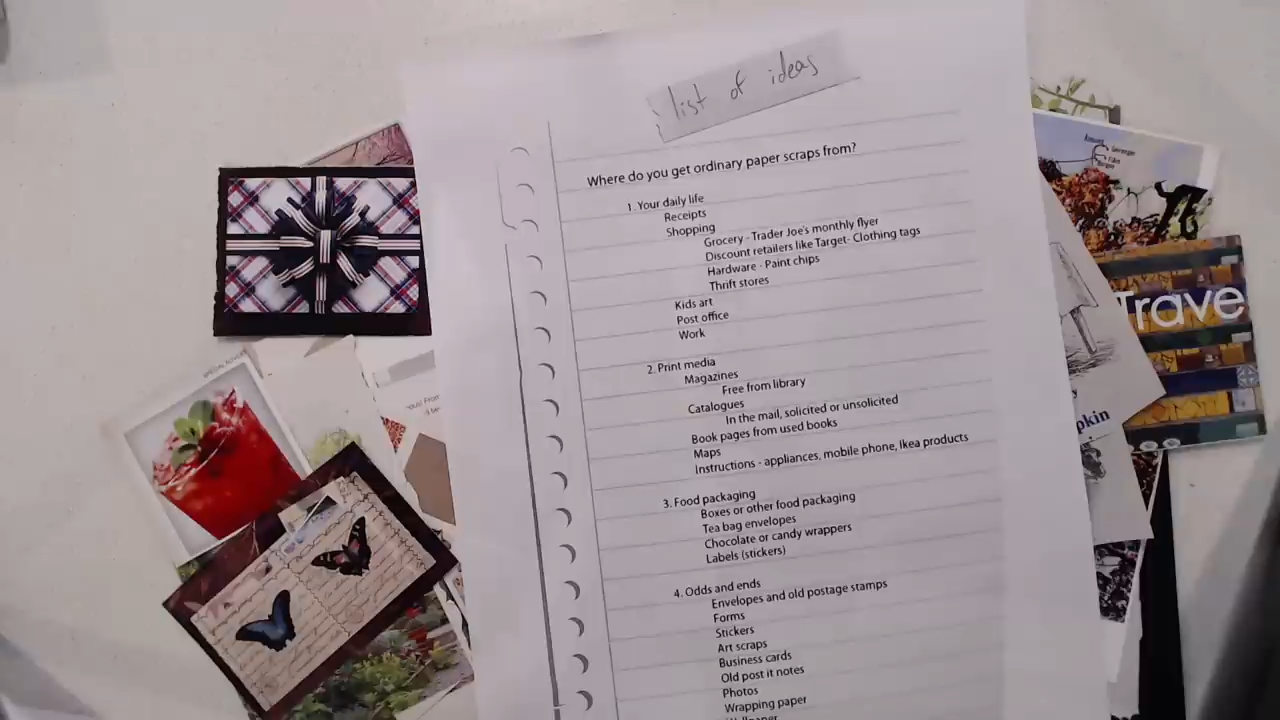 list of ideas
Where do you get ordinary paper scraps from?
1. Your daily life
Receipts
Shopping
Grocery - Trader Joe's monthly flyer
Discount retailers like Target- Clothing tags
Hardware - Paint chips
Thrift stores
Kids art
Post office
Work
2. Print media
Magazines
Free from library
Catalogues
In the mail, solicited or unsolicited
Book pages from used books
Maps
Instructions - appliances, mobile phone, Ikea products
3. Food packaging
Boxes or other food packaging
Tea bag envelopes
Chocolate or candy wrappers
Labels (stickers)
4. Odds and ends
Envelopes and old postage stamps
Forms
Stickers
Art scraps
Business cards
Old post it notes
Photos
Wrapping paper
Trave
pkin